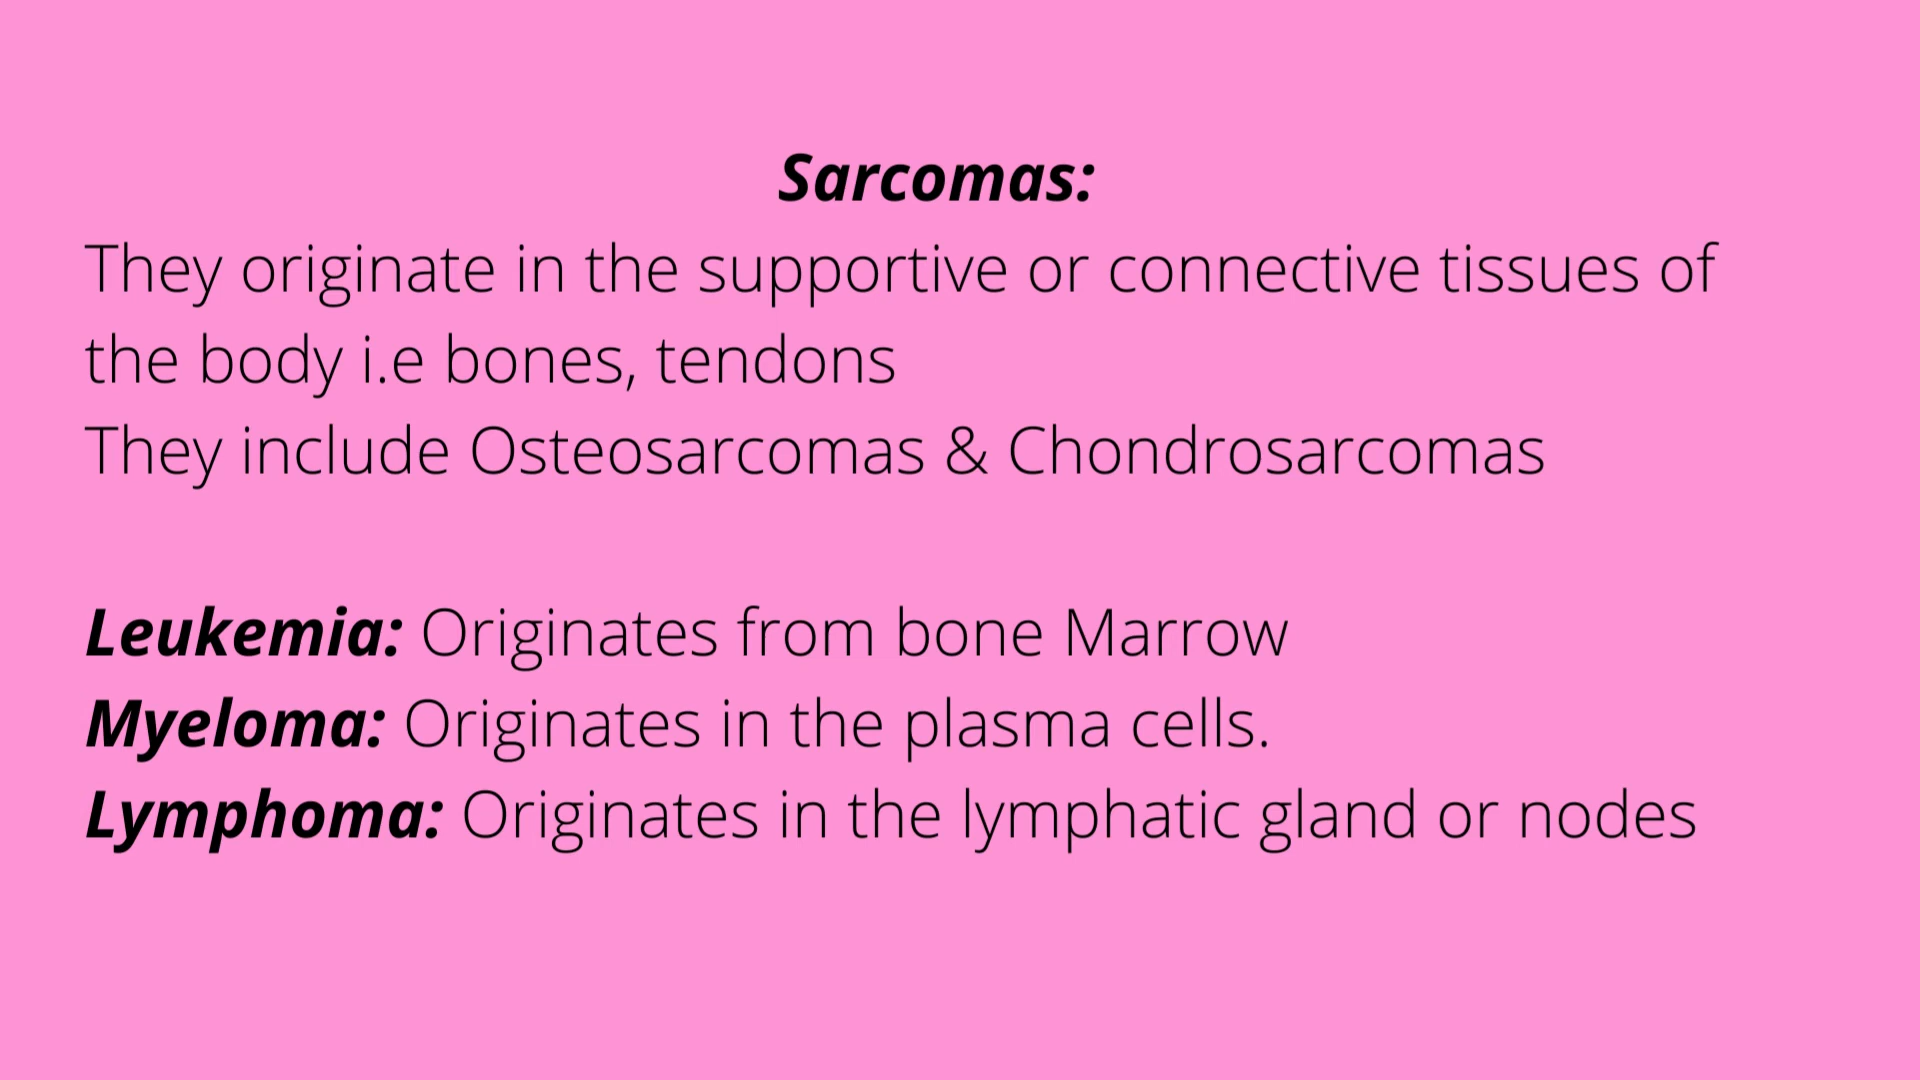 Sarcomas:
They originate in the supportive or connective tissues of
the body i.e bones, tendons
They include Osteosarcomas & Chondrosarcomas
Leukemia: Originates from bone Marrow
Myeloma: Originates in the plasma cells.
Lymphoma: Originates in the lymphatic gland or nodes